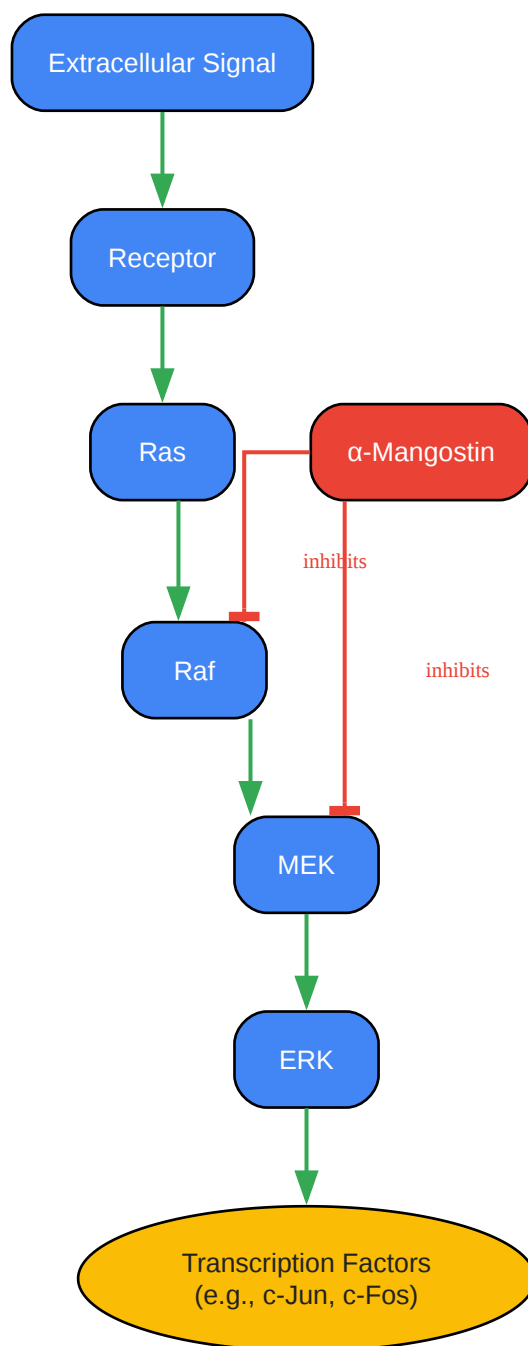 Extracellular Signal
Receptor
Ras
α-Mangostin
inhibits
Raf
inhibits
MEK
ERK
Transcription Factors
(e.g., c-Jun, c-Fos)